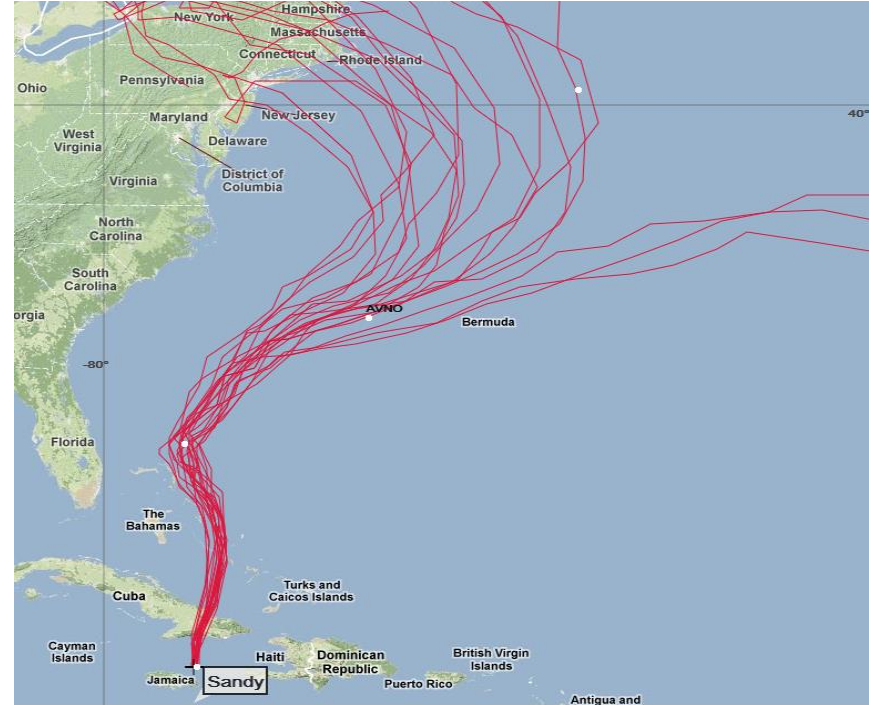 New York
Hampshire
Massachusetts
Connecticut
Rhode Island
Ohio
Pennsylvania
40°
Maryland
New Jersey
West
Virginia
Delaware
District of
Columbia
Virginia
North
Carolina
South
Carolina
AVNO
orgia
Bermuda
-80°
Florida
The
Bahamas
Turks and
Caicos Islands
Cuba
Cayman
Islands
Haiti
Dominican
Republic
British Virgin
Islands
Jamaica
Sandy
Puerto Rico
Antigua and